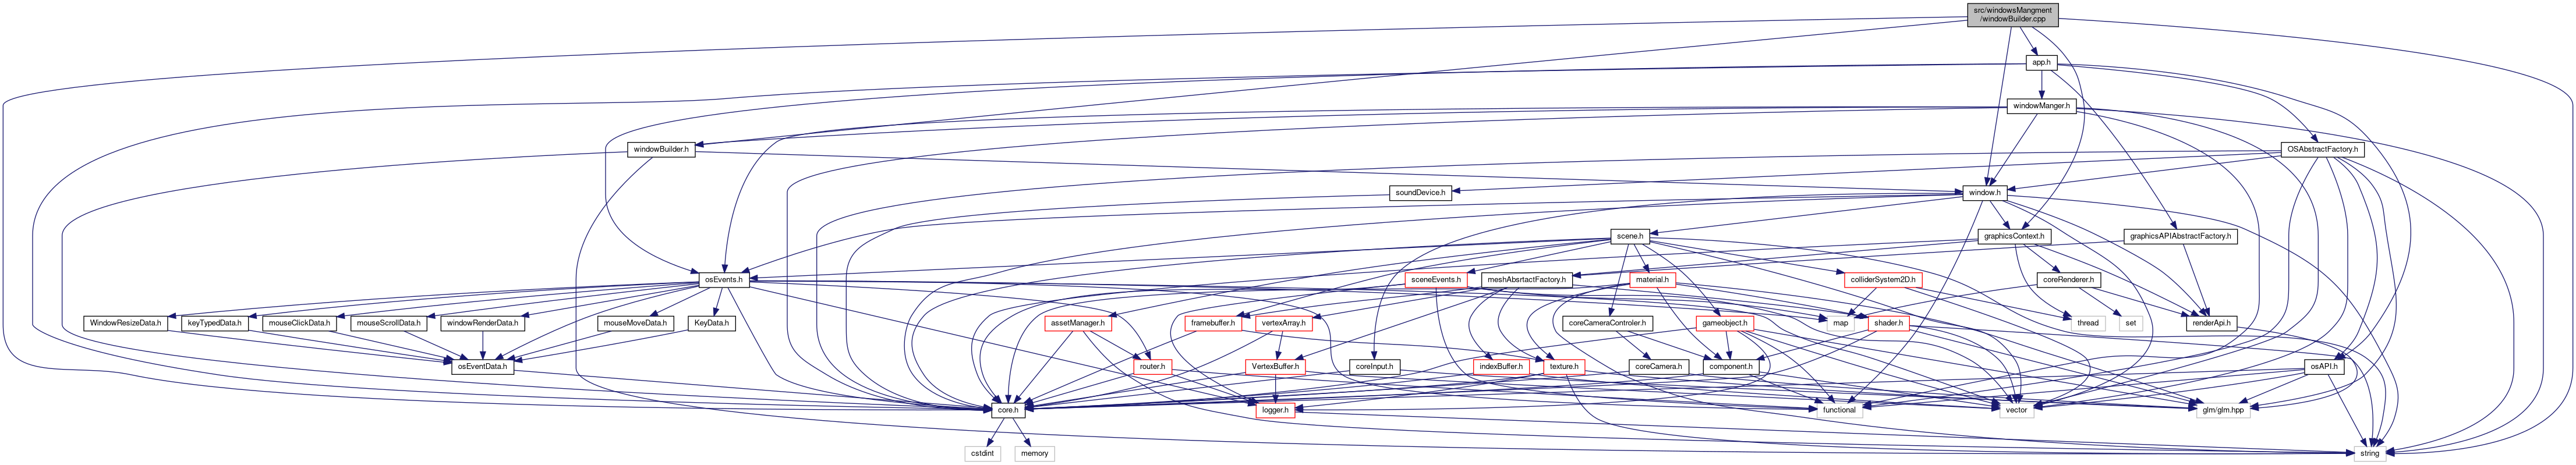 src/windowsMangment
/windowBuilder.cpp
app.h
windowManger.h
windowBuilder.h
OSAbstractFactory.h
soundDevice.h
window.h
scene.h
graphicsContext.h
graphicsAPIAbstractFactory.h
osEvents.h
sceneEvents.h
meshAbsrtactFactory.h
material.h
colliderSystem2D.h
coreRenderer.h
WindowResizeData.h
keyTypedData.h
mouseClickData.h
mouseScrollData.h
windowRenderData.h
mouseMoveData.h
KeyData.h
assetManager.h
framebuffer.h
vertexArray.h
coreCameraControler.h
gameobject.h
map
shader.h
thread
set
renderApi.h
osEventData.h
router.h
VertexBuffer.h
coreInput.h
indexBuffer.h
texture.h
coreCamera.h
component.h
osAPI.h
core.h
logger.h
functional
vector
glm/glm.hpp
cstdint
memory
string